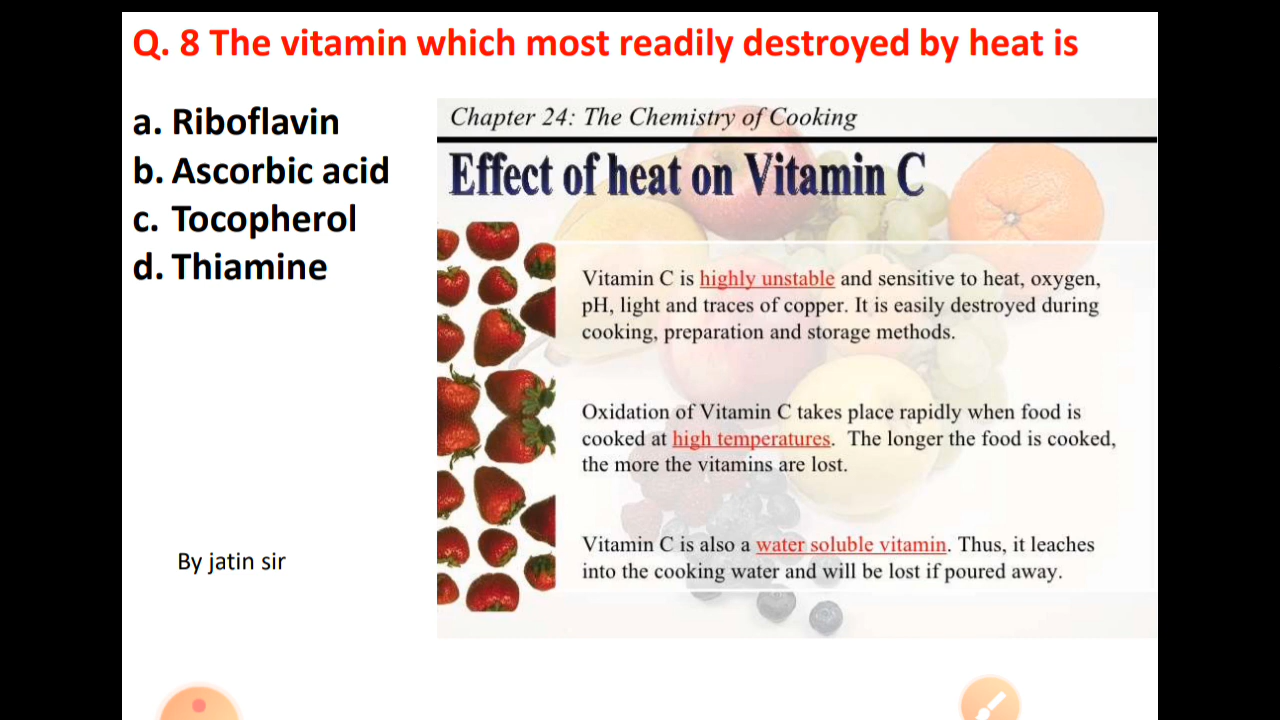 Q. 8 The vitamin which most readily destroyed by heat is
a. Riboflavin
b. Ascorbic acid
c. Tocopherol
d. Thiamine
By jatin sir
Chapter 24: The Chemistry of Cooking
Effect of heat on Vitamin C
Vitamin C is highly unstable and sensitive to heat, oxygen,
pH, light and traces of copper. It is easily destroyed during
cooking, preparation and storage methods.
Oxidation of Vitamin C takes place rapidly when food is
cooked at high temperatures. The longer the food is cooked,
the more the vitamins are lost.
Vitamin C is also a water soluble vitamin. Thus, it leaches
into the cooking water and will be lost if poured away.